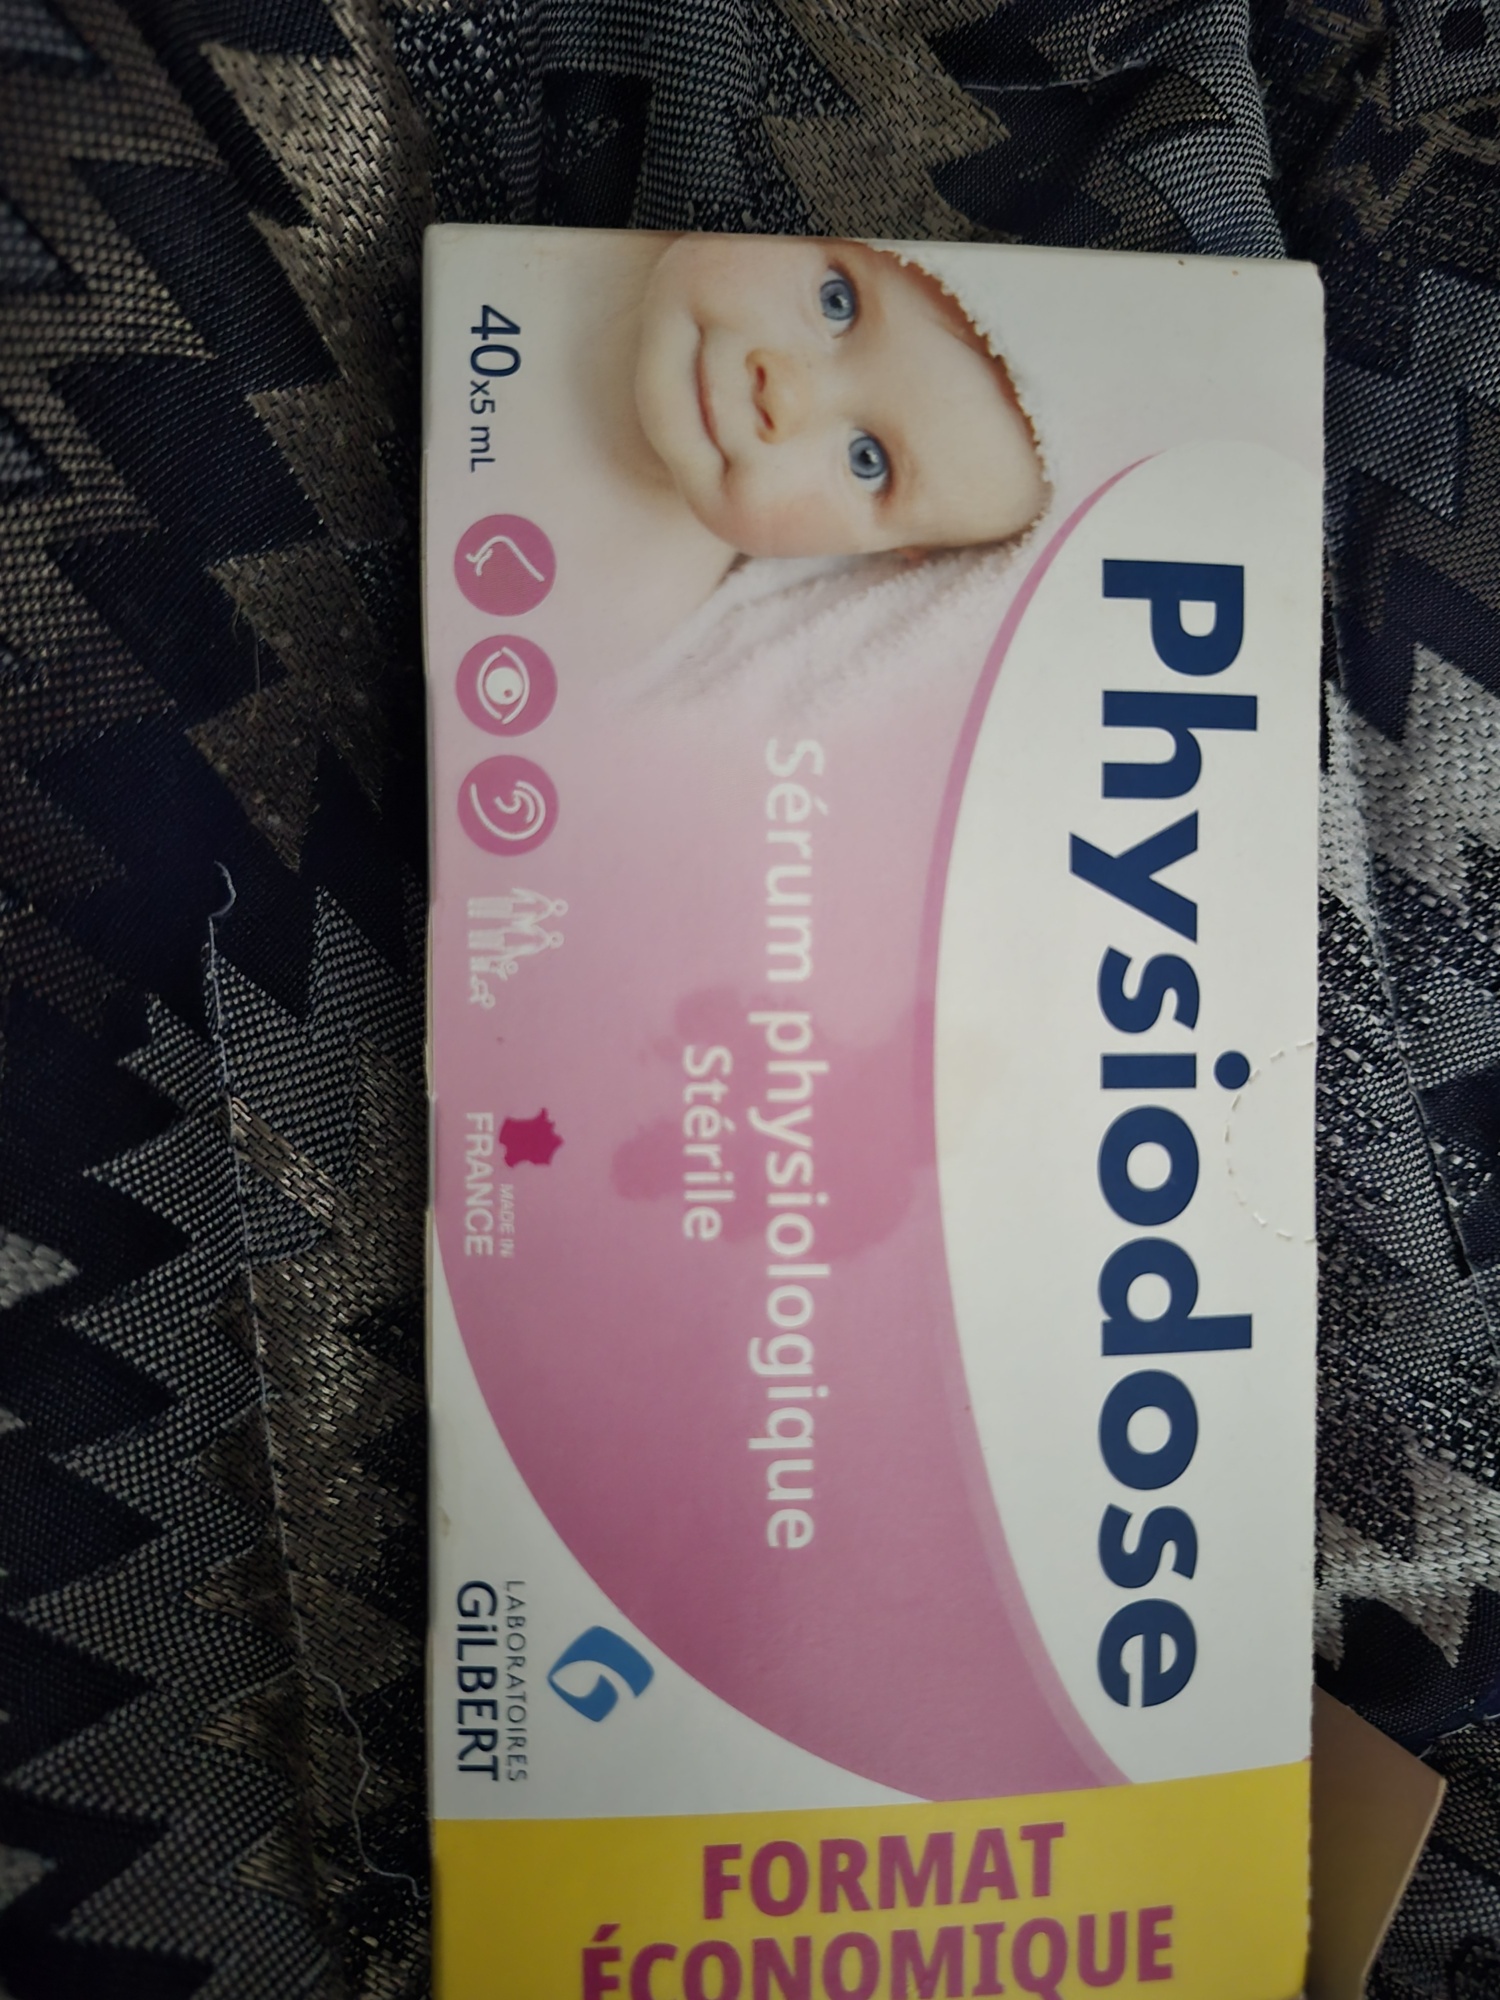 Physiodose
Sérum physiologique
Stérile
40x5 mL
MADE IN
FRANCE
LABORATOIRES
GiLBERT
FORMAT
ÉCONOMIQUE